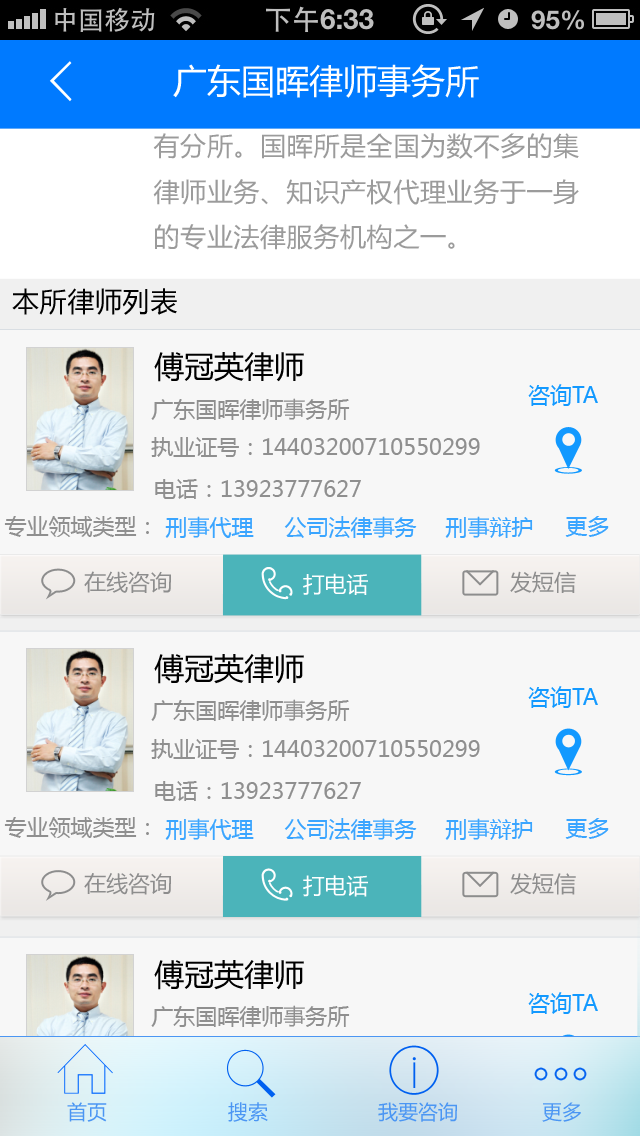 中国移动 下午6:33 95%
广东国晖律师事务所
有分所。国晖所是全国为数不多的集
律师业务、知识产权代理业务于一身
的专业法律服务机构之一。
本所律师列表
傅冠英律师
咨询TA
广东国晖律师事务所
执业证号：14403200710550299
电话：13923777627
专业领域类型： 刑事代理 公司法律事务 刑事辩护 更多
在线咨询 打电话 发短信
傅冠英律师
咨询TA
广东国晖律师事务所
执业证号：14403200710550299
电话：13923777627
专业领域类型： 刑事代理 公司法律事务 刑事辩护 更多
在线咨询 打电话 发短信
傅冠英律师
咨询TA
广东国晖律师事务所
首页 搜索 我要咨询 更多